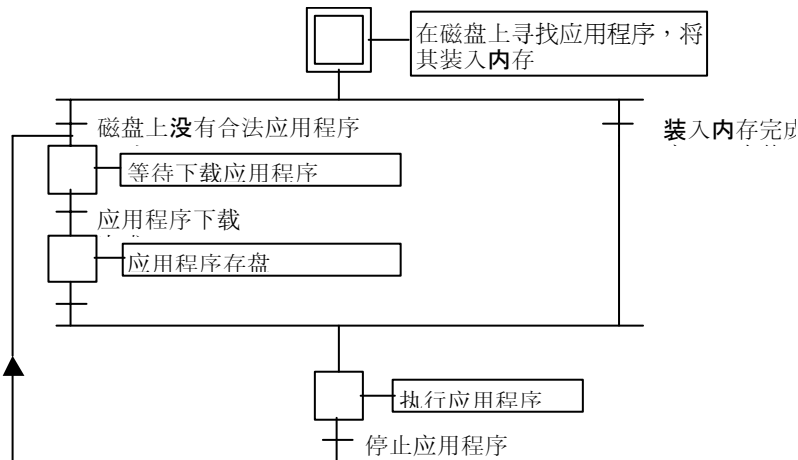 在磁盘上寻找应用程序，将
其装入内存
磁盘上没有合法应用程序
装入内存完成
等待下载应用程序
应用程序下载
应用程序存盘
执行应用程序
停止应用程序